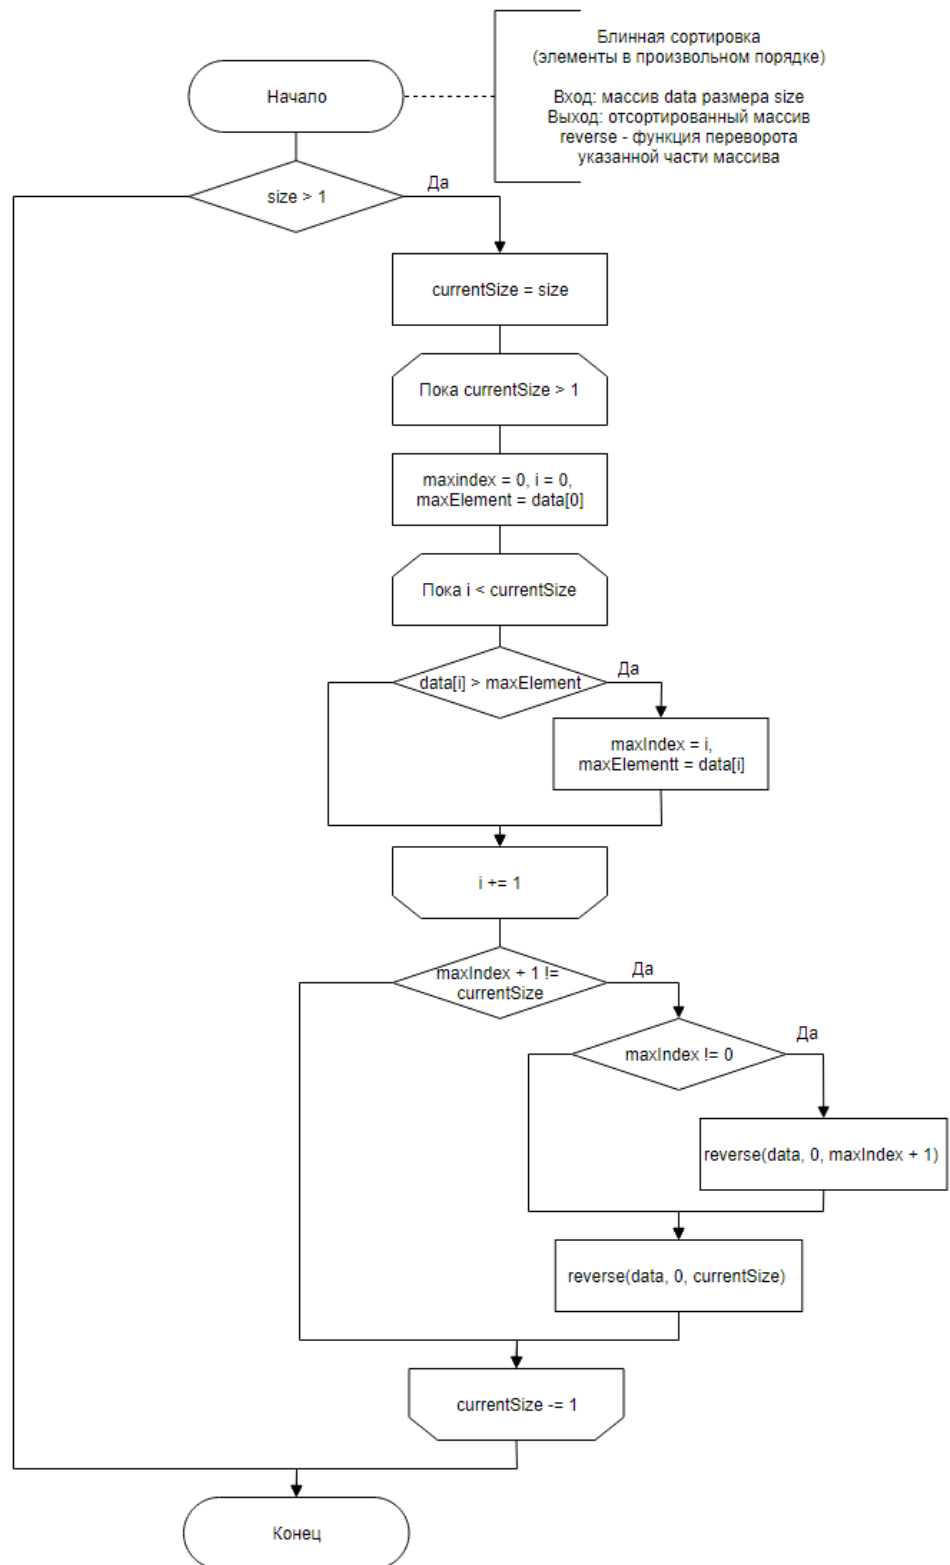 Блинная сортировка
(элементы в произвольном порядке)
Вход: массив data размера size
Выход: отсортированный массив
reverse - функция переворота
указанной части массива
Начало
size > 1
Да
currentSize = size
Пока currentSize > 1
maxindex = 0, i = 0,
maxElement = data[0]
Пока i < currentSize
data[i] > maxElement
Да
maxIndex = i,
maxElementt = data[i]
i += 1
maxIndex + 1 !=
currentSize
Да
maxIndex != 0
Да
reverse(data, 0, maxIndex + 1)
reverse(data, 0, currentSize)
currentSize -= 1
Конец